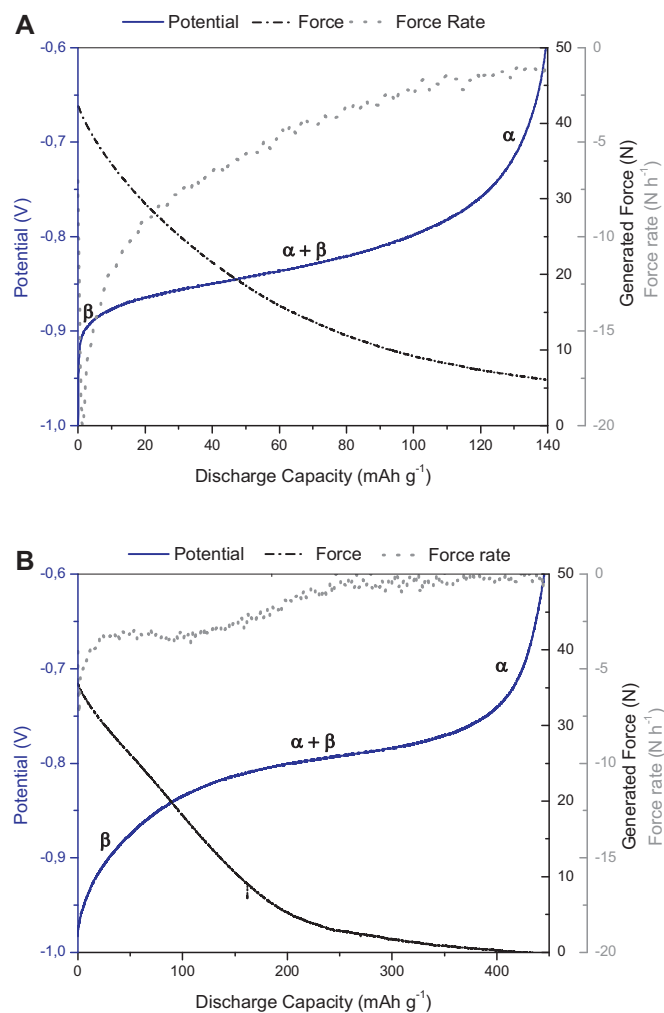 A
Potential Force Force Rate
-0,6
-0,7
-0,8
-0,9
-1,0
Potential (V)
β
α + β
α
50
40
30
20
10
0
Generated Force (N)
0
-5
-10
-15
-20
Force rate (N h-1)
0 20 40 60 80 100 120 140
Discharge Capacity (mAh g-1)
B
Potential Force Force rate
-0,6
-0,7
-0,8
-0,9
-1,0
Potential (V)
β
α + β
α
50
40
30
20
10
0
Generated Force (N)
0
-5
-10
-15
-20
Force rate (N h-1)
0 100 200 300 400
Discharge Capacity (mAh g-1)